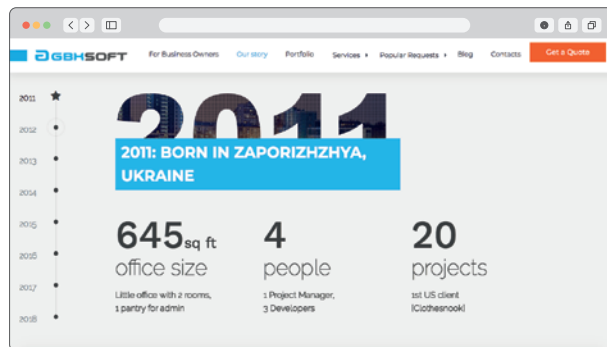 GBHSOFT
For Business Owners
Our story
Portfolio
Services
Popular Requests
Blog
Contacts
Get a Quote
2011
2012
2013
2014
2015
2016
2017
2018
2011
2011: BORN IN ZAPORIZHZHYA,
UKRAINE
645 sq ft
office size
Little office with 2 rooms,
1 pantry for admin
4
people
1 Project Manager,
3 Developers
20
projects
1st US client
(Clothesnook)